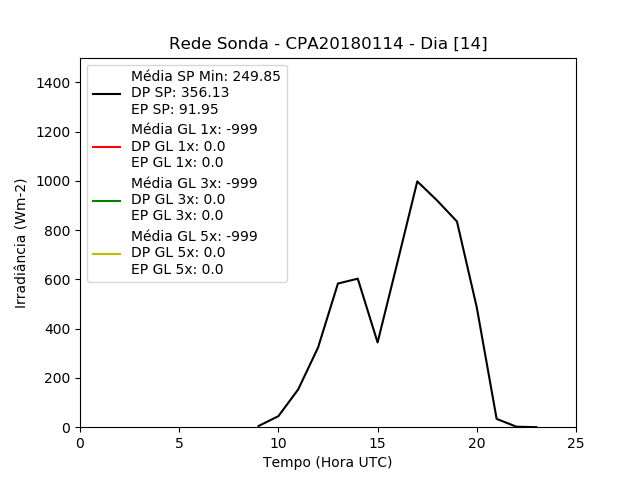 Rede Sonda - CPA20180114 - Dia [14]
Média SP Min: 249.85
DP SP: 356.13
EP SP: 91.95
Média GL 1x: -999
DP GL 1x: 0.0
EP GL 1x: 0.0
Média GL 3x: -999
DP GL 3x: 0.0
EP GL 3x: 0.0
Média GL 5x: -999
DP GL 5x: 0.0
EP GL 5x: 0.0
Irradiância (Wm-2)
1400
1200
1000
800
600
400
200
0
0 5 10 15 20 25
Tempo (Hora UTC)